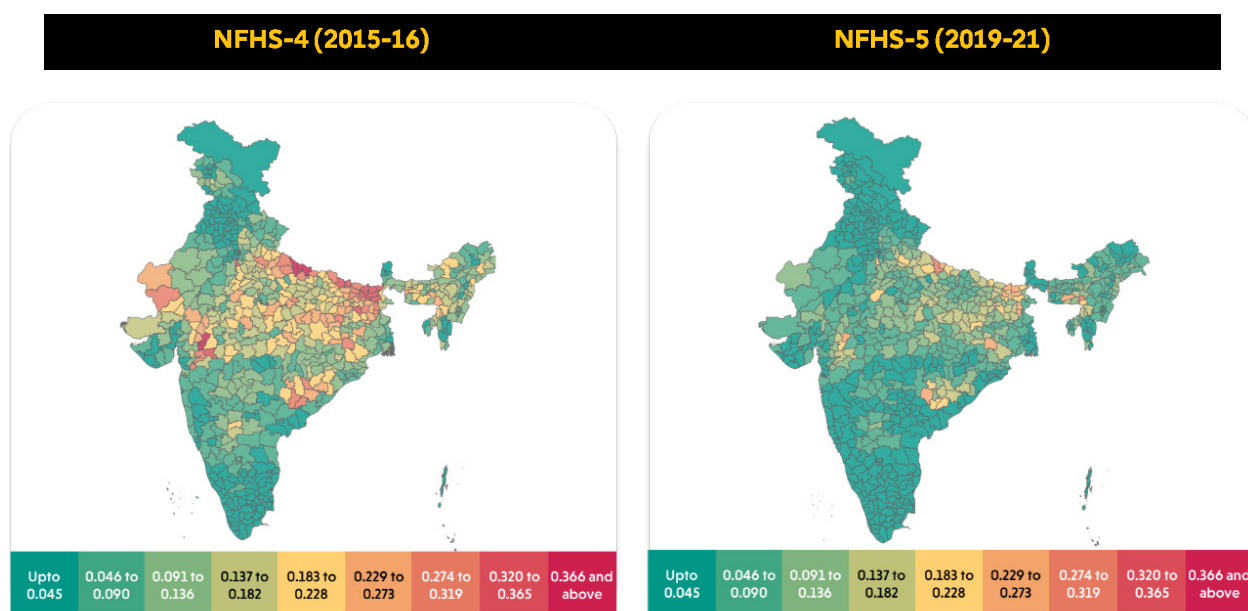 NFHS-4 (2015-16)
NFHS-5 (2019-21)
Upto 0.045
0.046 to 0.090
0.091 to 0.136
0.137 to 0.182
0.183 to 0.228
0.229 to 0.273
0.274 to 0.319
0.320 to 0.365
0.366 and above
Upto 0.045
0.046 to 0.090
0.091 to 0.136
0.137 to 0.182
0.183 to 0.228
0.229 to 0.273
0.274 to 0.319
0.320 to 0.365
0.366 and above